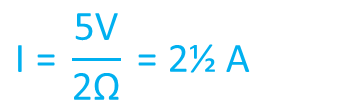 I = 5V / 2Ω = 2½ A